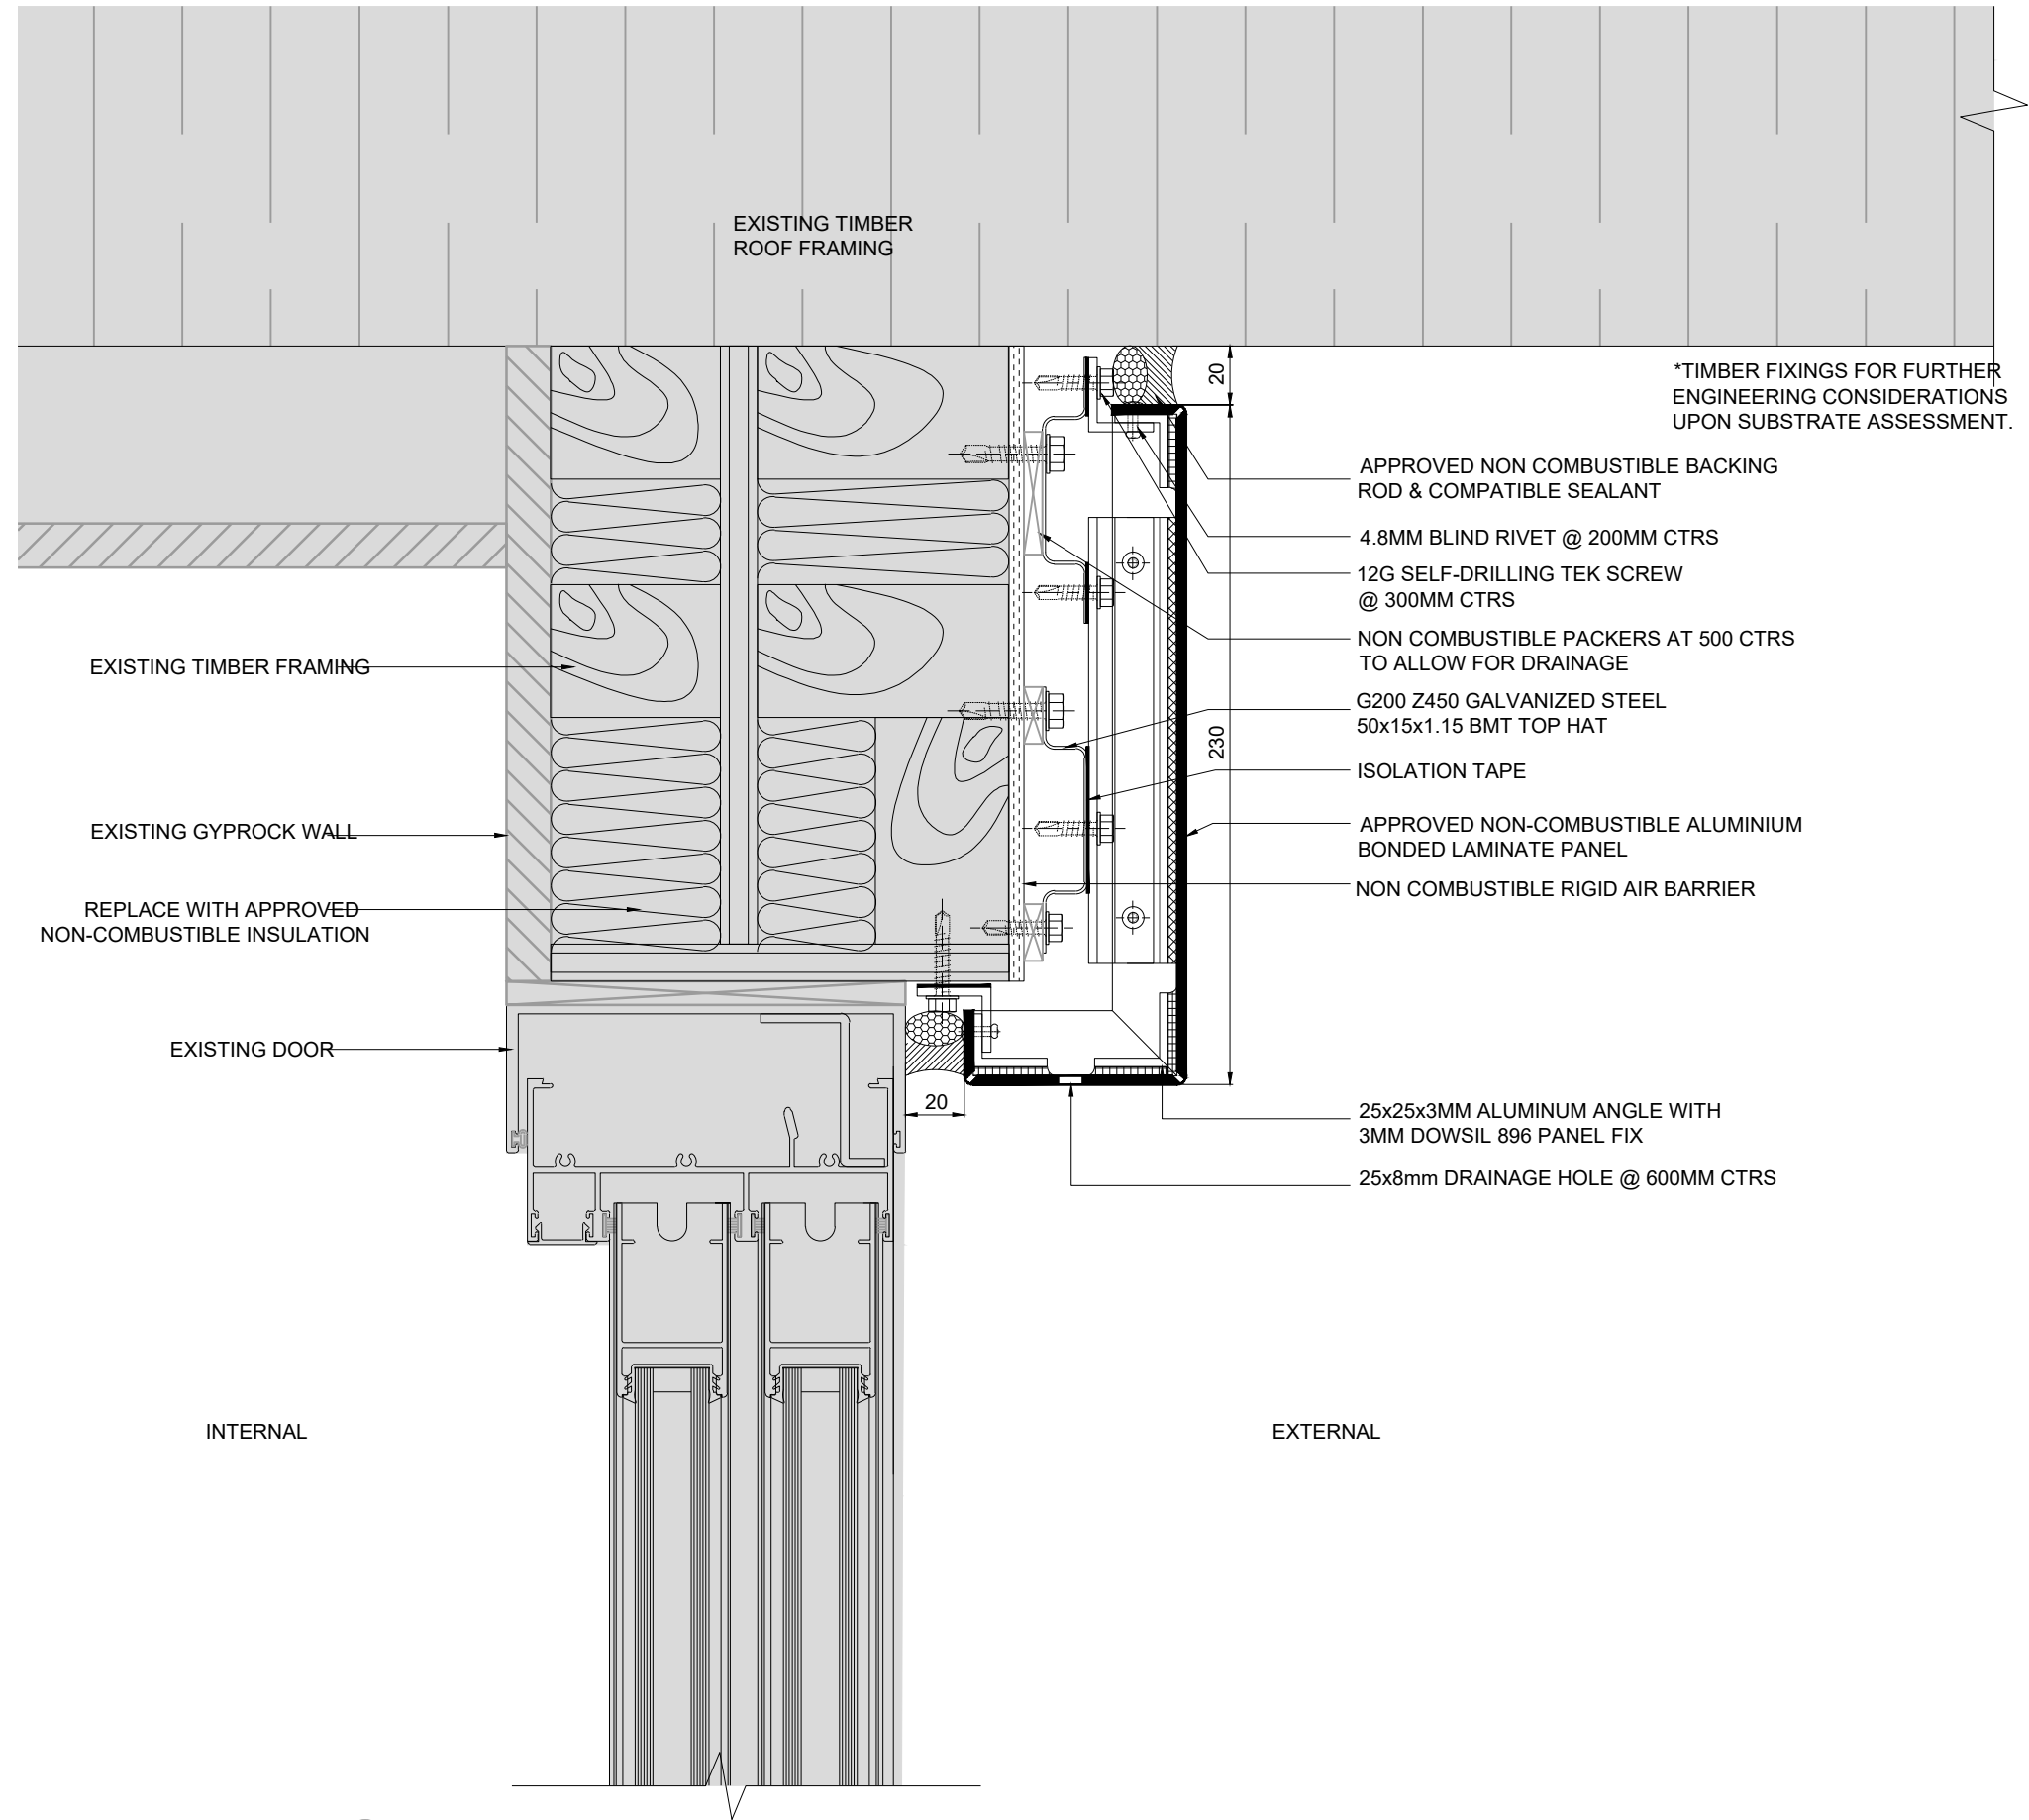 EXISTING TIMBER
ROOF FRAMING
20
*TIMBER FIXINGS FOR FURTHER
ENGINEERING CONSIDERATIONS
UPON SUBSTRATE ASSESSMENT.
APPROVED NON COMBUSTIBLE BACKING
ROD & COMPATIBLE SEALANT
4.8MM BLIND RIVET @ 200MM CTRS
12G SELF-DRILLING TEK SCREW
@ 300MM CTRS
NON COMBUSTIBLE PACKERS AT 500 CTRS
TO ALLOW FOR DRAINAGE
EXISTING TIMBER FRAMING
G200 Z450 GALVANIZED STEEL
50x15x1.15 BMT TOP HAT
230
ISOLATION TAPE
EXISTING GYPROCK WALL
APPROVED NON-COMBUSTIBLE ALUMINIUM
BONDED LAMINATE PANEL
NON COMBUSTIBLE RIGID AIR BARRIER
REPLACE WITH APPROVED
NON-COMBUSTIBLE INSULATION
EXISTING DOOR
20
25x25x3MM ALUMINUM ANGLE WITH
3MM DOWSIL 896 PANEL FIX
25x8mm DRAINAGE HOLE @ 600MM CTRS
INTERNAL
EXTERNAL